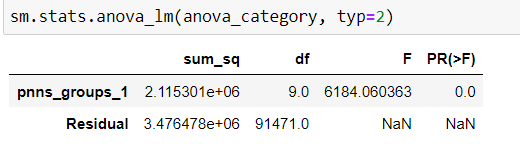 sm.stats.anova_lm(anova_category, typ=2)
sum_sq df F PR(>F)
pnns_groups_1 2.115301e+06 9.0 6184.060363 0.0
Residual 3.476478e+06 91471.0 NaN NaN